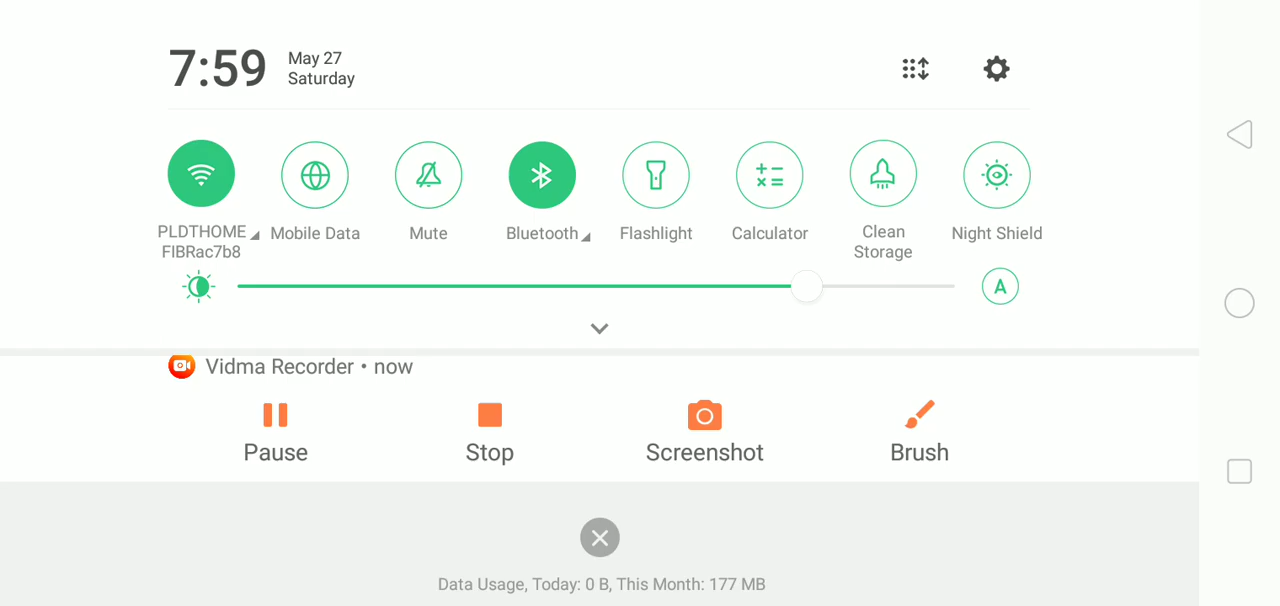 7:59
May 27
Saturday
PLDTHOME
FIBRac7b8
Mobile Data
Mute
Bluetooth
Flashlight
Calculator
Clean
Storage
Night Shield
A
Vidma Recorder • now
Pause
Stop
Screenshot
Brush
Data Usage, Today: 0 B, This Month: 177 MB